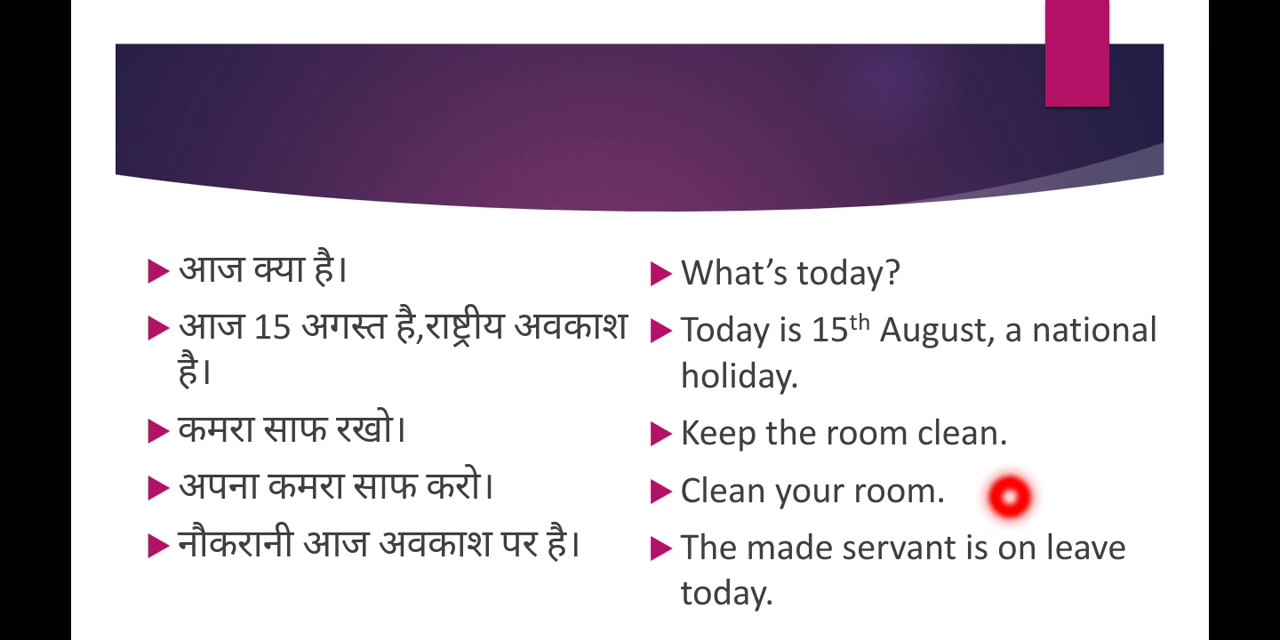 आज क्या है।
आज 15 अगस्त है,राष्ट्रीय अवकाश
है।
कमरा साफ रखो।
अपना कमरा साफ करो।
नौकरानी आज अवकाश पर है।
What’s today?
Today is 15th August, a national
holiday.
Keep the room clean.
Clean your room.
The made servant is on leave
today.